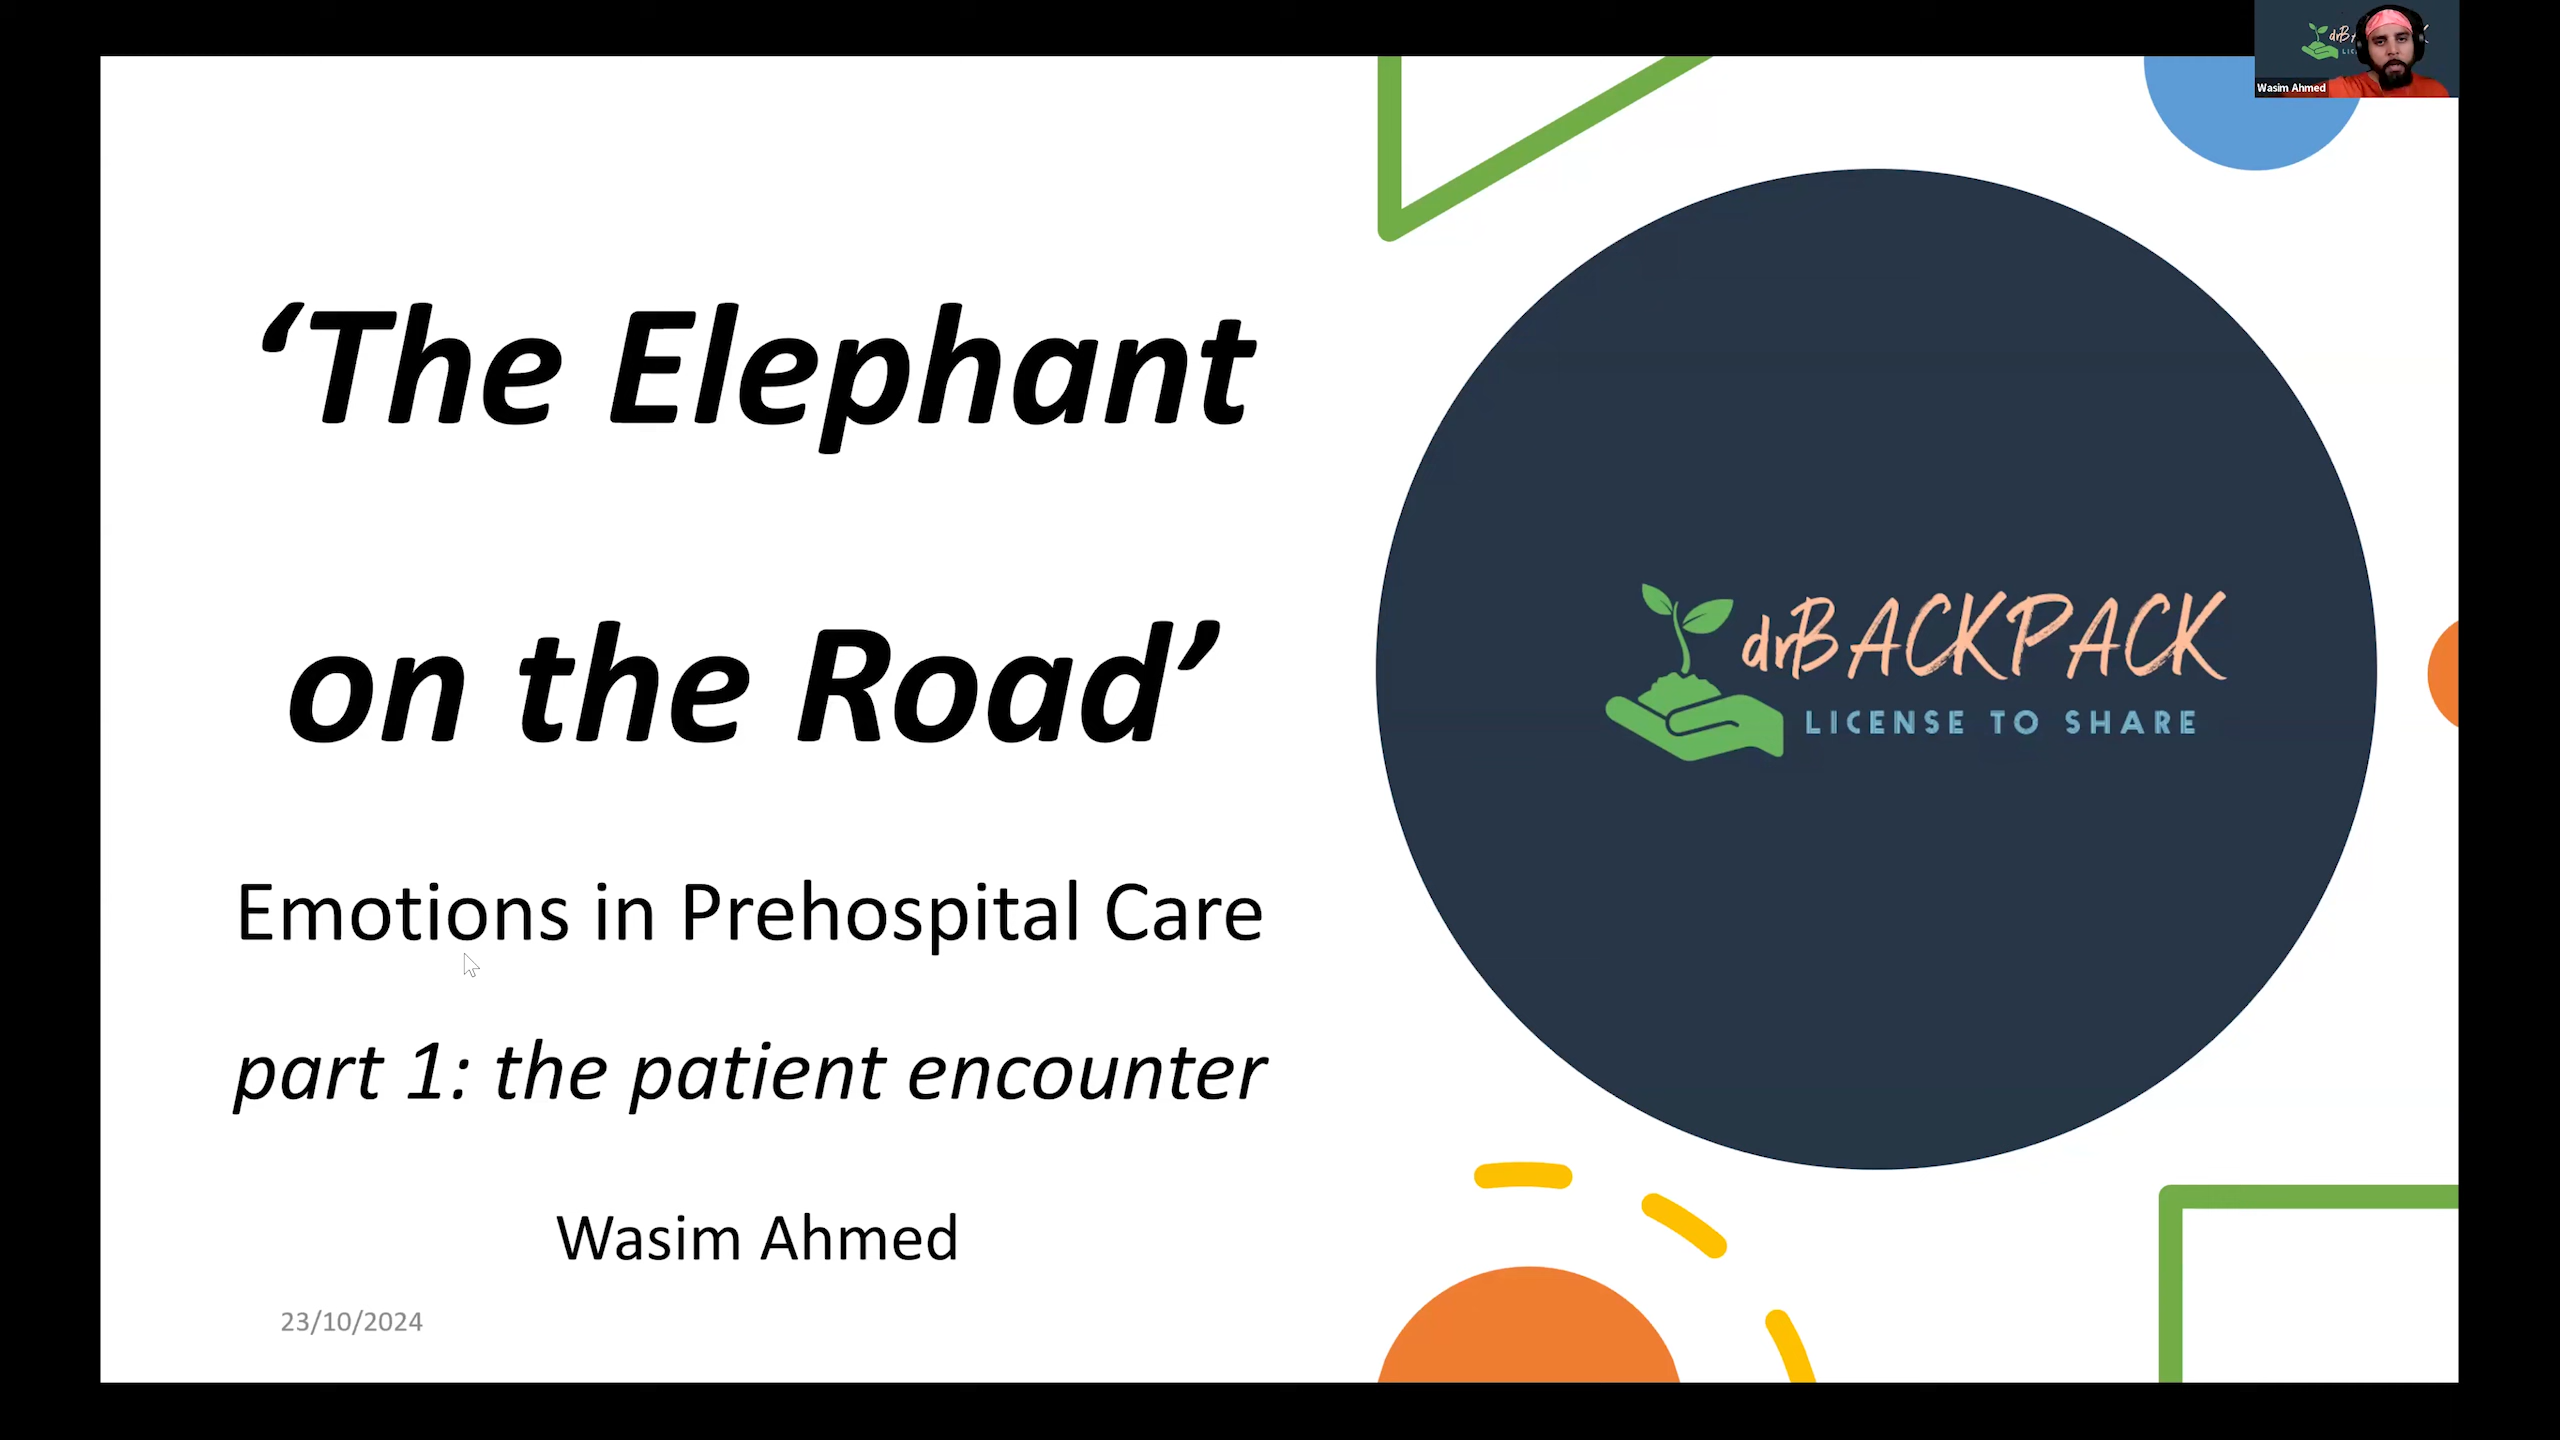 ‘The Elephant
on the Road’
Emotions in Prehospital Care
part 1: the patient encounter
Wasim Ahmed
23/10/2024
drBACKPACK
LICENSE TO SHARE
Wasim Ahmed